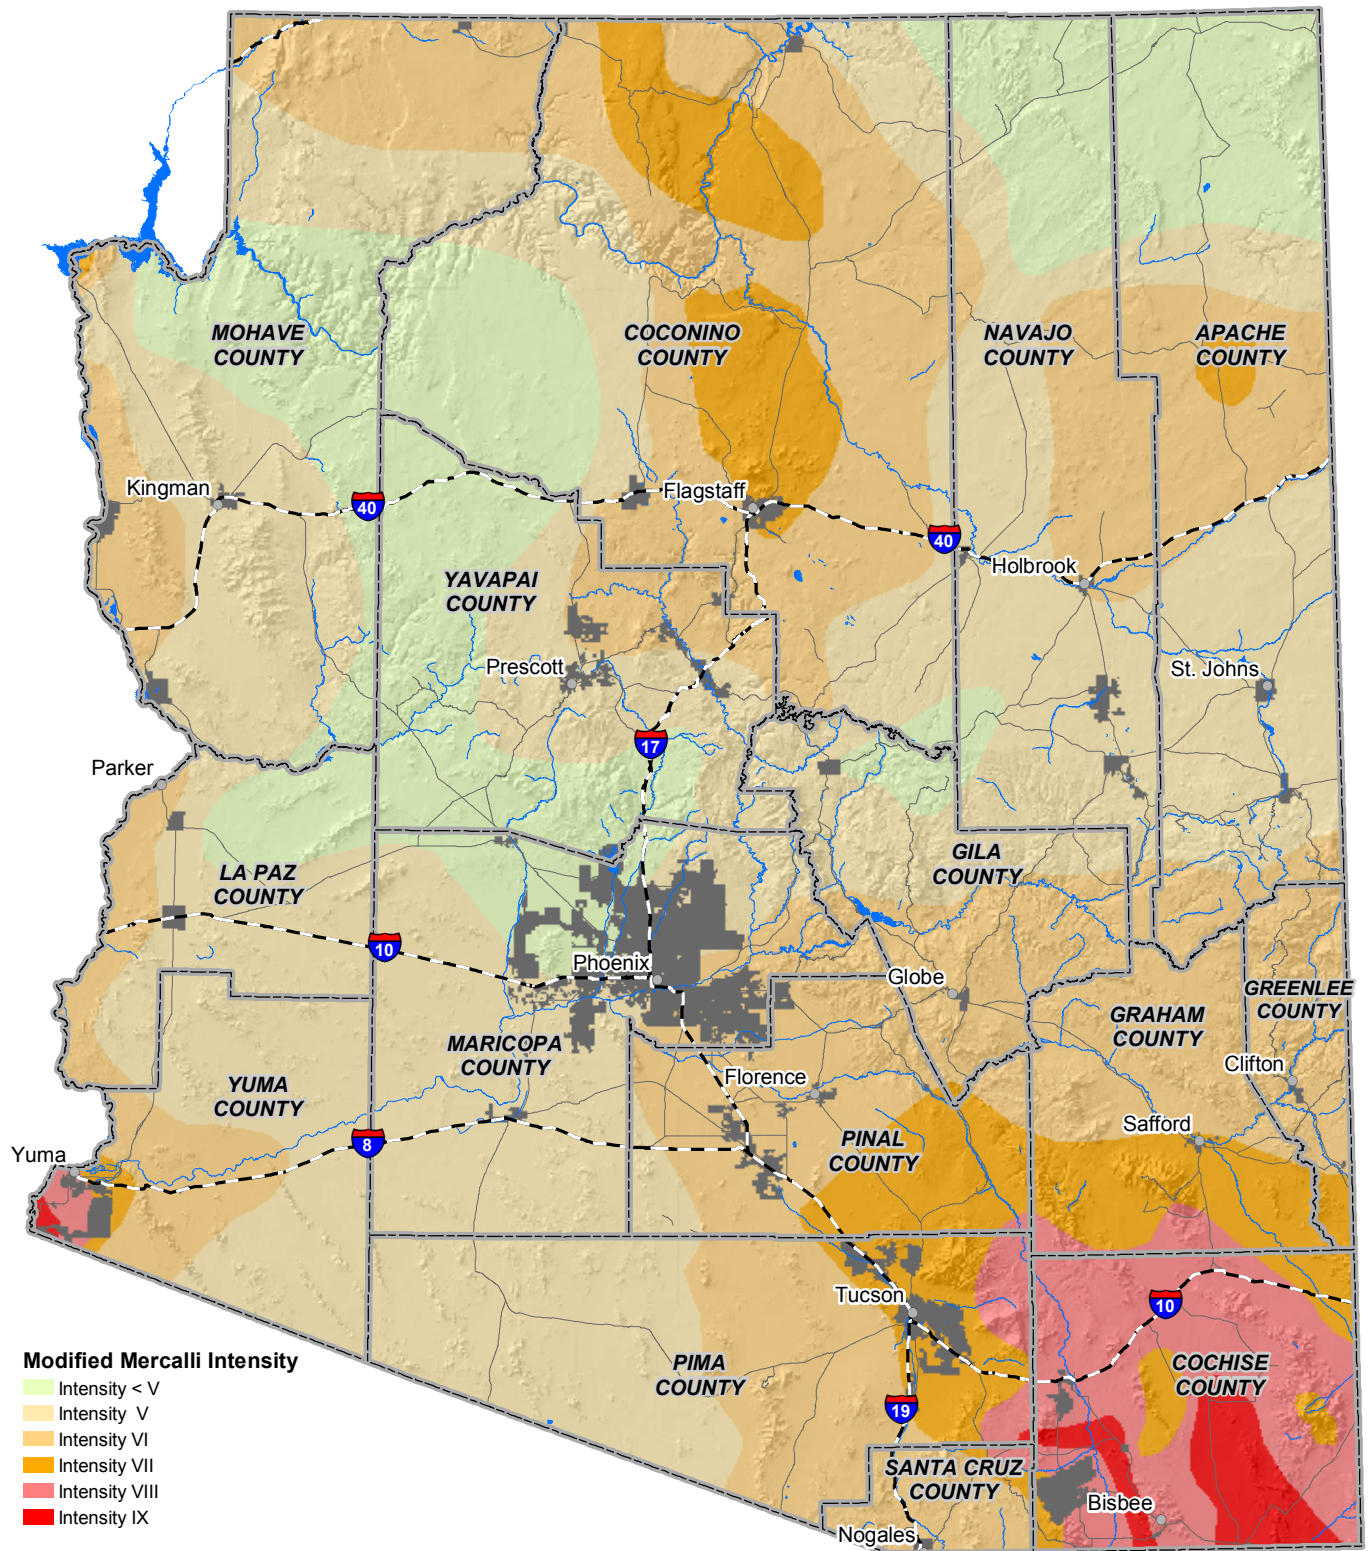 MOHAVE
COUNTY
COCONINO
COUNTY
NAVAJO
COUNTY
APACHE
COUNTY
Kingman
40
Flagstaff
40
Holbrook
YAVAPAI
COUNTY
Prescott
St. Johns
17
Parker
LA PAZ
COUNTY
GILA
COUNTY
10
Phoenix
Globe
GREENLEE
COUNTY
GRAHAM
COUNTY
MARICOPA
COUNTY
Clifton
Florence
YUMA
COUNTY
Safford
8
PINAL
COUNTY
Yuma
Tucson
10
PIMA
COUNTY
COCHISE
COUNTY
19
SANTA CRUZ
COUNTY
Bisbee
Nogales
Modified Mercalli Intensity
Intensity < V
Intensity V
Intensity VI
Intensity VII
Intensity VIII
Intensity IX